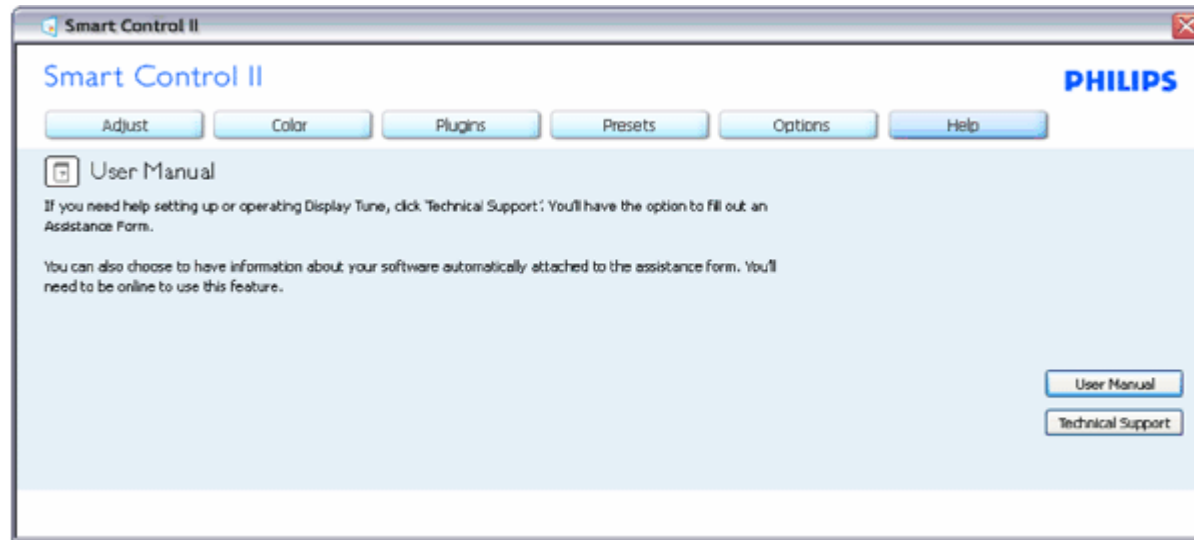 Smart Control II
Smart Control II
PHILIPS
Adjust Color Plugins Presets Options Help
User Manual
If you need help setting up or operating Display Tune, click 'Technical Support'. You'll have the option to fill out an
Assistance Form.
You can also choose to have information about your software automatically attached to the assistance form. You'll
need to be online to use this feature.
User Manual
Technical Support